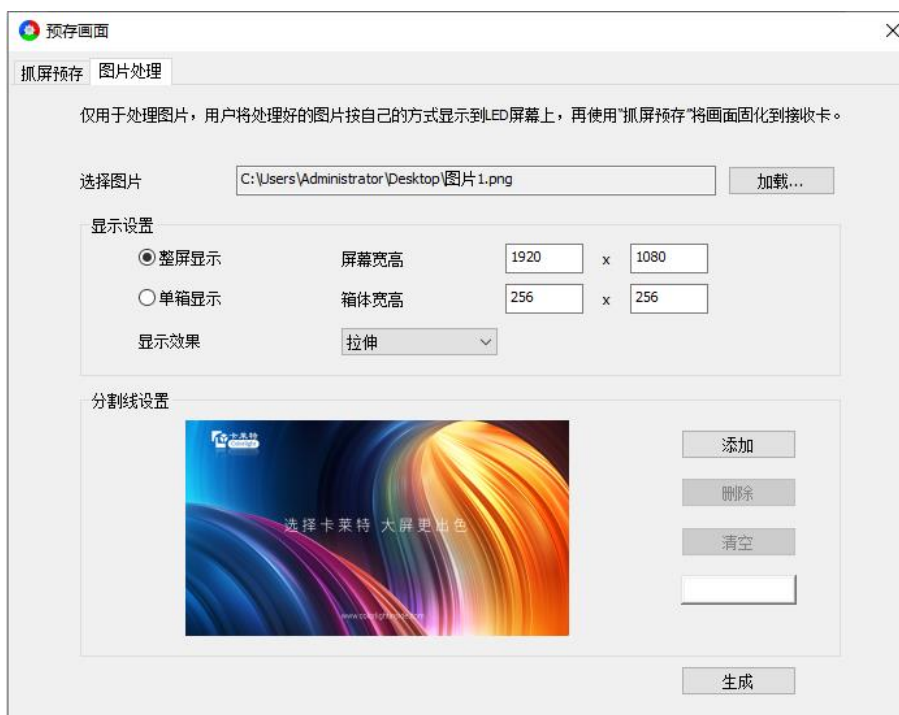 预存画面
抓屏预存 图片处理
仅用于处理图片，用户将处理好的图片按自己的方式显示到LED屏幕上，再使用"抓屏预存"将画面固化到接收卡。
选择图片 C:\Users\Administrator\Desktop\图片1.png 加载...
显示设置
整屏显示 屏幕宽高 1920 x 1080
单箱显示 箱体宽高 256 x 256
显示效果 拉伸
分割线设置
卡莱特
Colorlight
添加
删除
选择卡莱特 大屏更出色
清空
生成